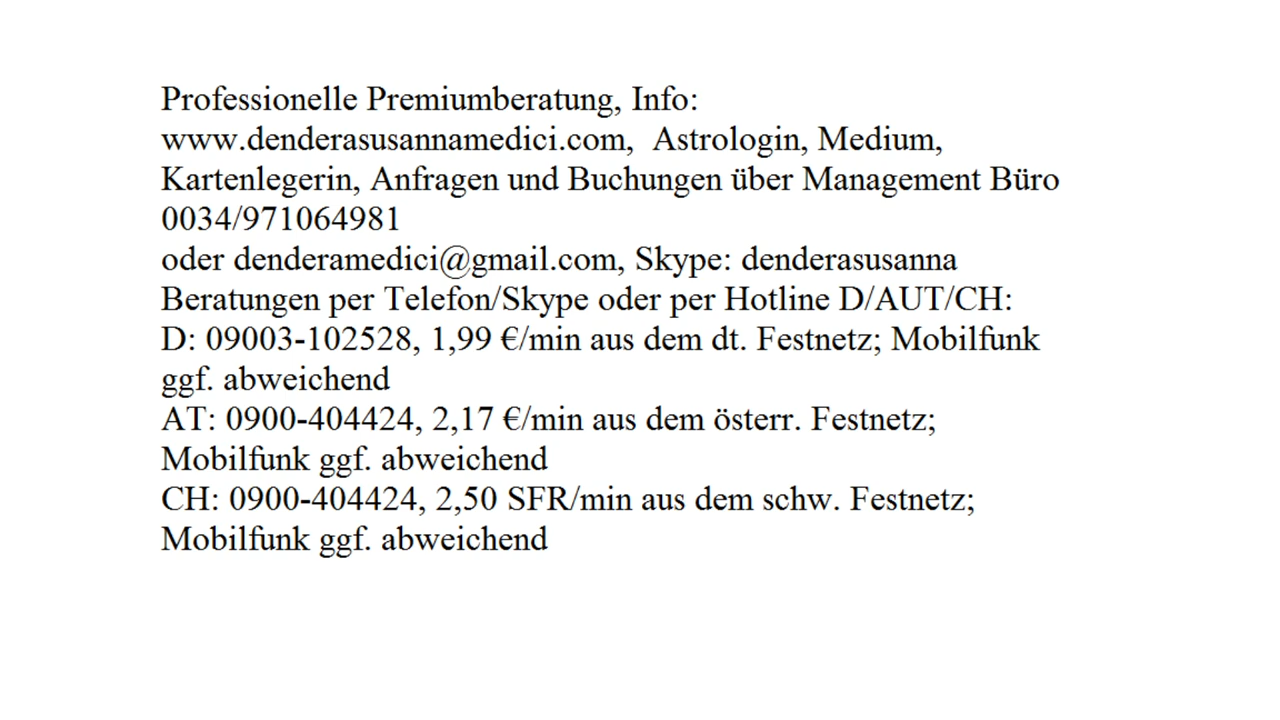 Professionelle Premiumberatung, Info:
www.denderasusannamedici.com,  Astrologin, Medium,
Kartenlegerin, Anfragen und Buchungen über Management Büro
0034/971064981
oder denderamedici@gmail.com, Skype: denderasusanna
Beratungen per Telefon/Skype oder per Hotline D/AUT/CH:
D: 09003-102528, 1,99 €/min aus dem dt. Festnetz; Mobilfunk
ggf. abweichend
AT: 0900-404424, 2,17 €/min aus dem österr. Festnetz;
Mobilfunk ggf. abweichend
CH: 0900-404424, 2,50 SFR/min aus dem schw. Festnetz;
Mobilfunk ggf. abweichend